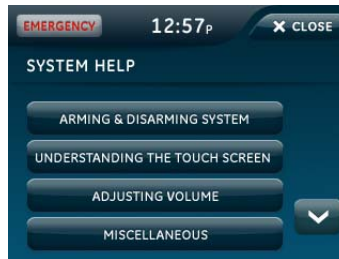 EMERGENCY 12:57P X CLOSE
SYSTEM HELP
ARMING & DISARMING SYSTEM
UNDERSTANDING THE TOUCH SCREEN
ADJUSTING VOLUME
MISCELLANEOUS